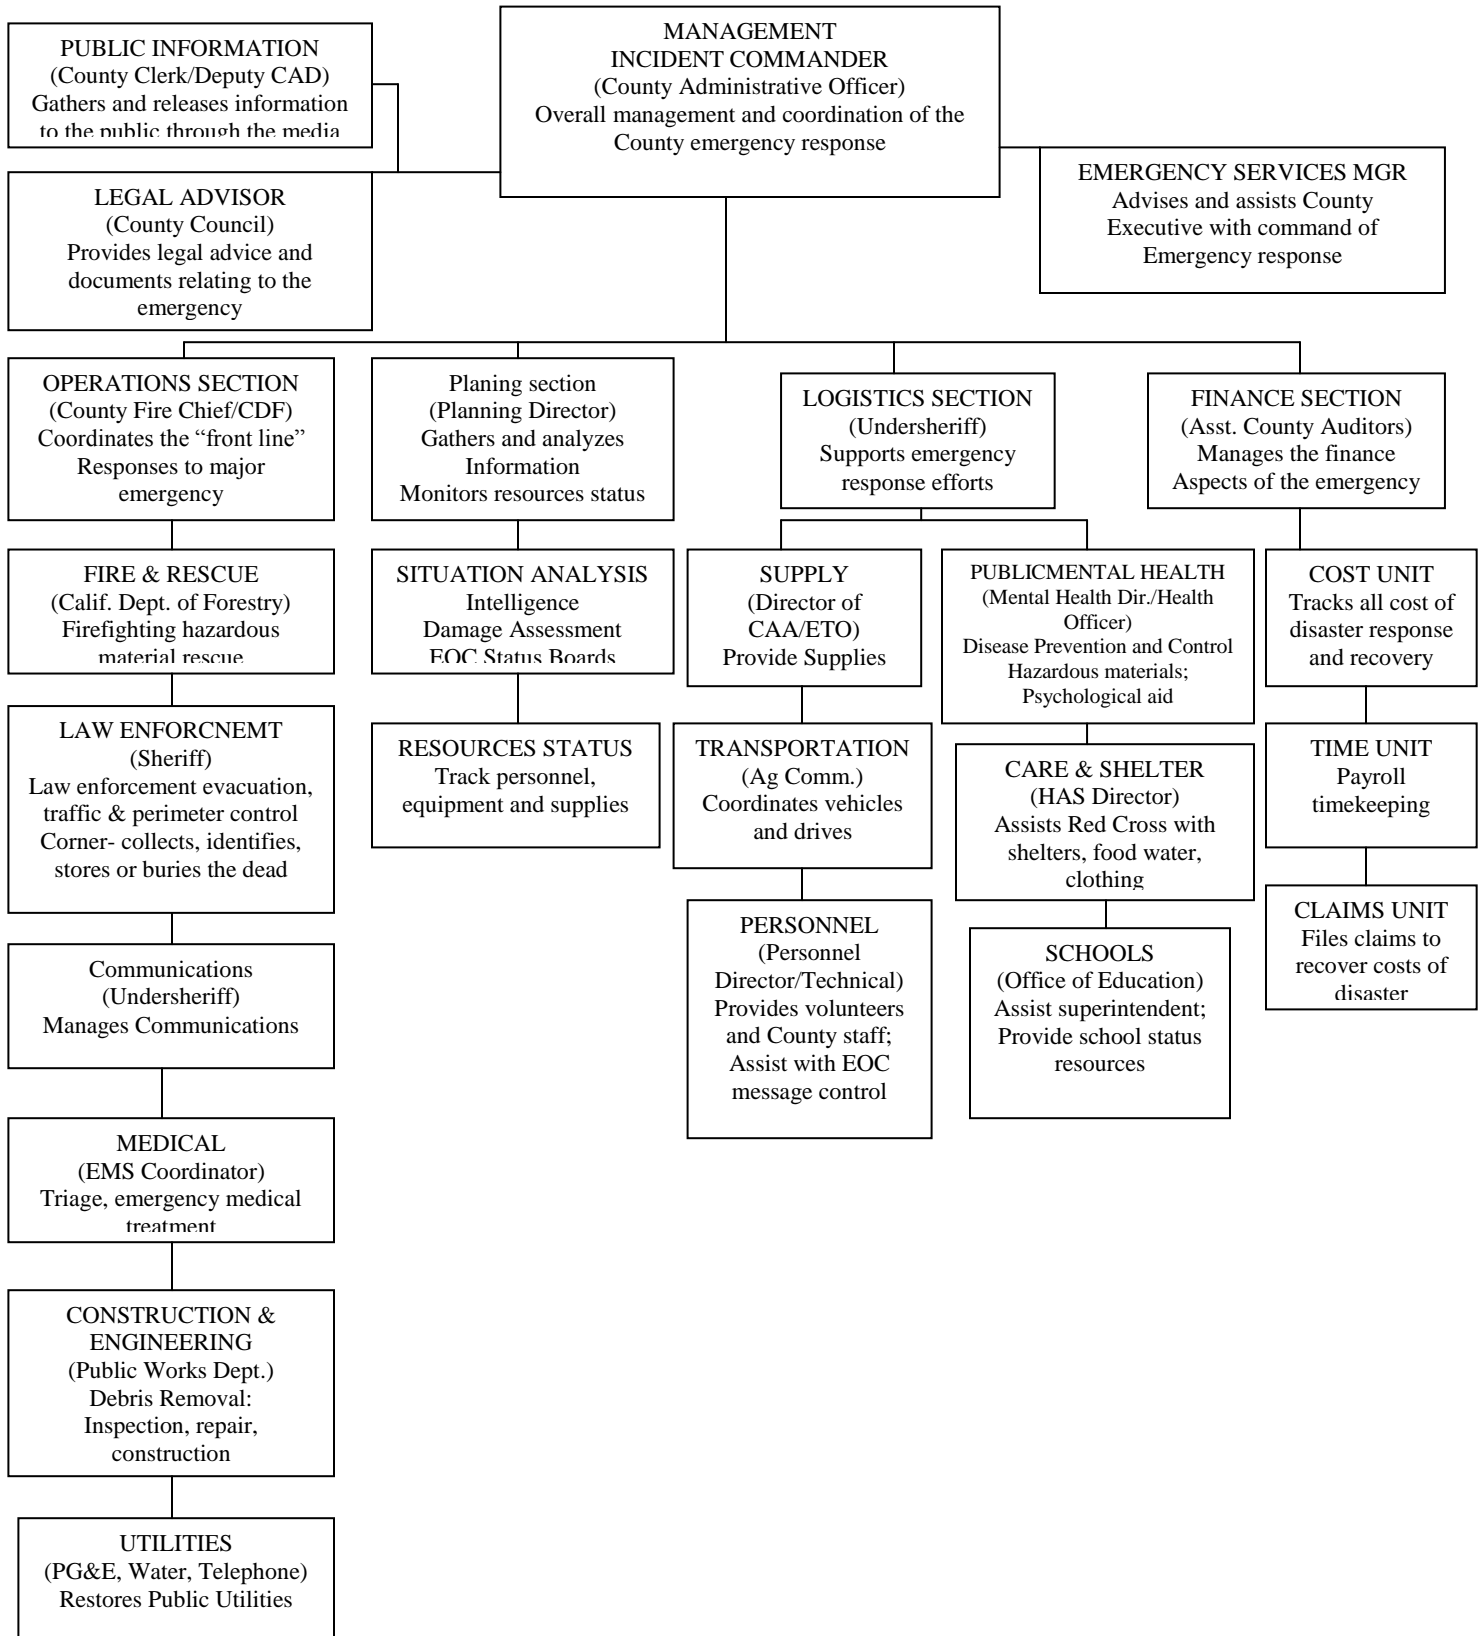 PUBLIC INFORMATION
(County Clerk/Deputy CAD)
Gathers and releases information
to the public through the media
MANAGEMENT
INCIDENT COMMANDER
(County Administrative Officer)
Overall management and coordination of the
County emergency response
LEGAL ADVISOR
(County Council)
Provides legal advice and
documents relating to the
emergency
EMERGENCY SERVICES MGR
Advises and assists County
Executive with command of
Emergency response
OPERATIONS SECTION
(County Fire Chief/CDF)
Coordinates the “front line”
Responses to major
emergency
Planing section
(Planning Director)
Gathers and analyzes
Information
Monitors resources status
LOGISTICS SECTION
(Undersheriff)
Supports emergency
response efforts
FINANCE SECTION
(Asst. County Auditors)
Manages the finance
Aspects of the emergency
FIRE & RESCUE
(Calif. Dept. of Forestry)
Firefighting hazardous
material rescue
SITUATION ANALYSIS
Intelligence
Damage Assessment
EOC Status Boards
SUPPLY
(Director of
CAA/ETO)
Provide Supplies
PUBLICMENTAL HEALTH
(Mental Health Dir./Health
Officer)
Disease Prevention and Control
Hazardous materials;
Psychological aid
COST UNIT
Tracks all cost of
disaster response
and recovery
LAW ENFORCNEMT
(Sheriff)
Law enforcement evacuation,
traffic & perimeter control
Corner- collects, identifies,
stores or buries the dead
RESOURCES STATUS
Track personnel,
equipment and supplies
TRANSPORTATION
(Ag Comm.)
Coordinates vehicles
and drives
CARE & SHELTER
(HAS Director)
Assists Red Cross with
shelters, food water,
clothing
TIME UNIT
Payroll
timekeeping
Communications
(Undersheriff)
Manages Communications
PERSONNEL
(Personnel
Director/Technical)
Provides volunteers
and County staff;
Assist with EOC
message control
SCHOOLS
(Office of Education)
Assist superintendent;
Provide school status
resources
CLAIMS UNIT
Files claims to
recover costs of
disaster
MEDICAL
(EMS Coordinator)
Triage, emergency medical
treatment
CONSTRUCTION &
ENGINEERING
(Public Works Dept.)
Debris Removal:
Inspection, repair,
construction
UTILITIES
(PG&E, Water, Telephone)
Restores Public Utilities